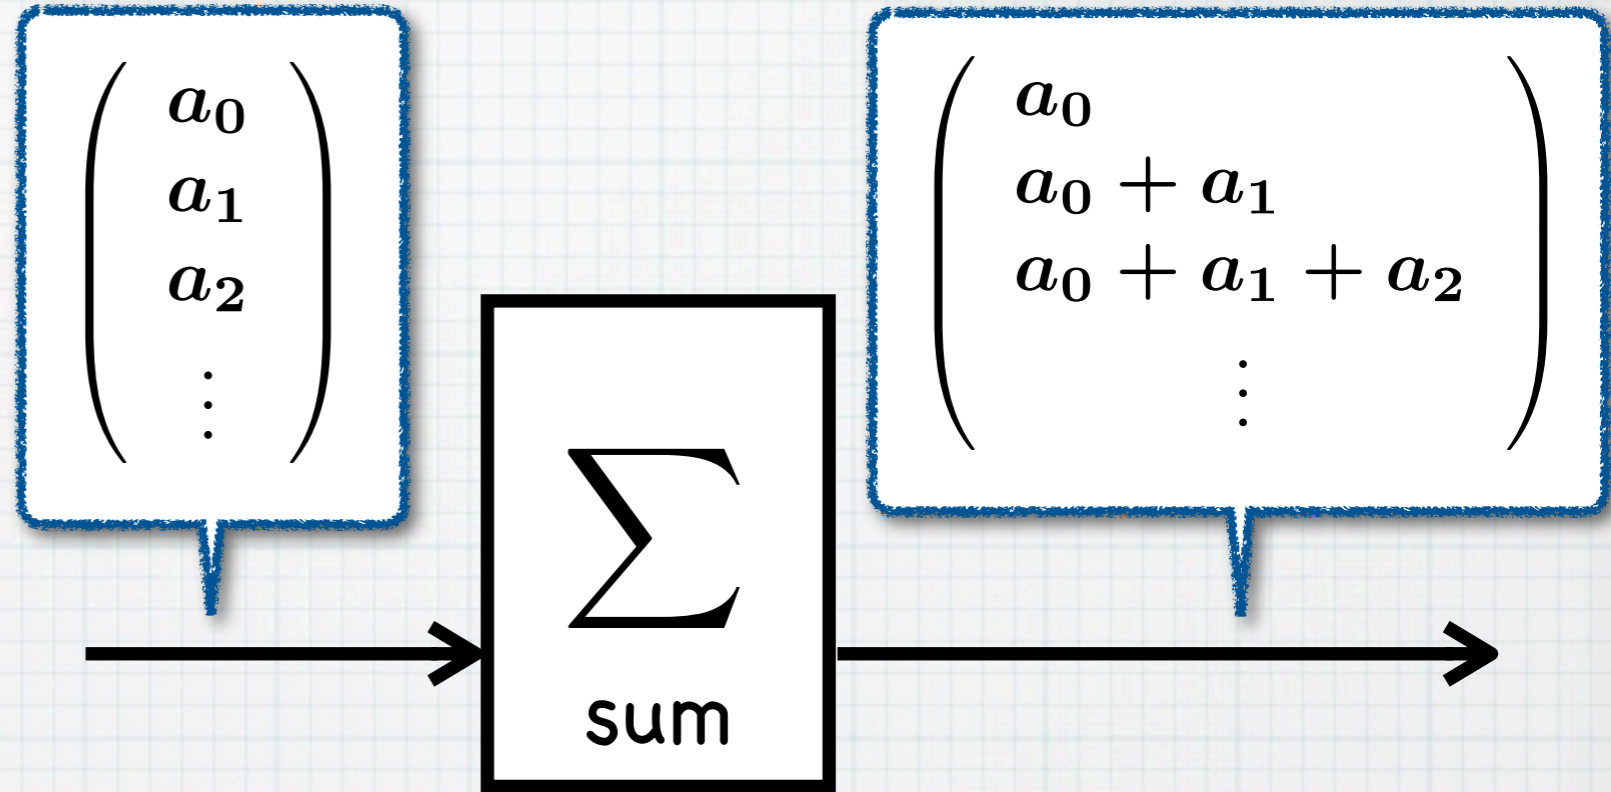 a₀
a₁
a₂
⋮
Σ
sum
a₀
a₀ + a₁
a₀ + a₁ + a₂
⋮